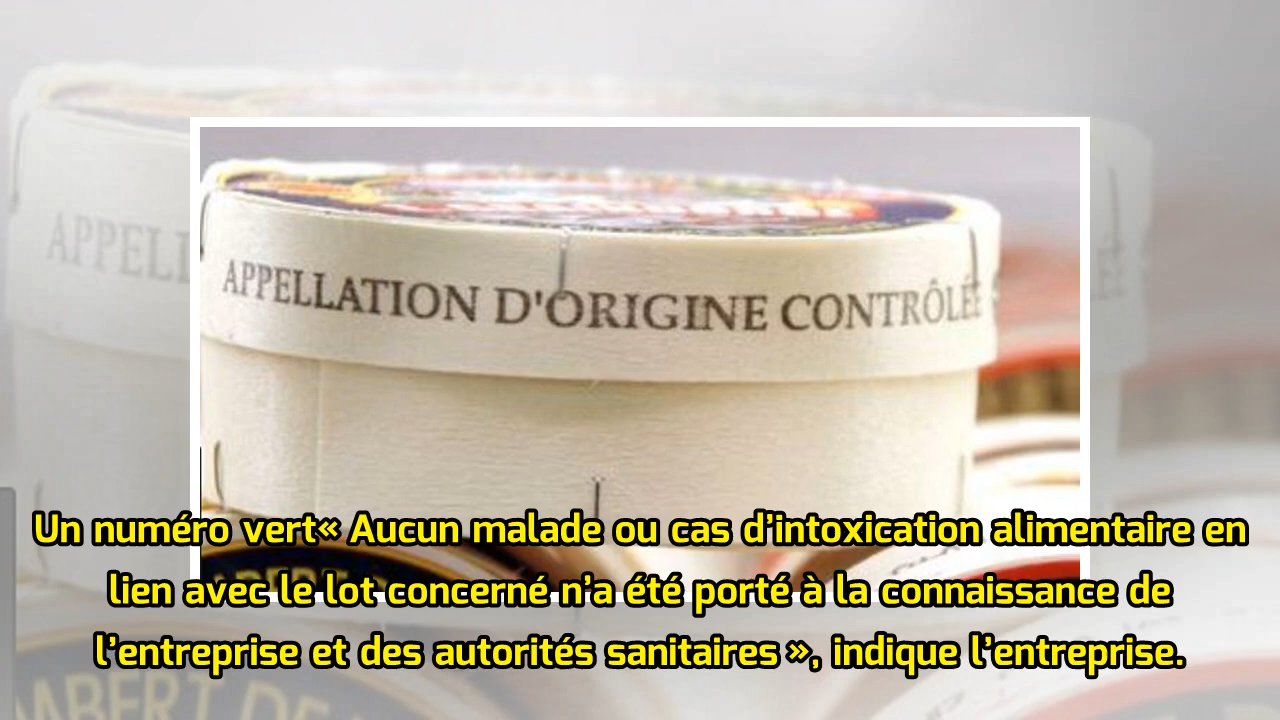 APPELLATION D'ORIGINE CONTRÔLÉE
Un numéro vert« Aucun malade ou cas d’intoxication alimentaire en
lien avec le lot concerné n’a été porté à la connaissance de
l’entreprise et des autorités sanitaires », indique l’entreprise.